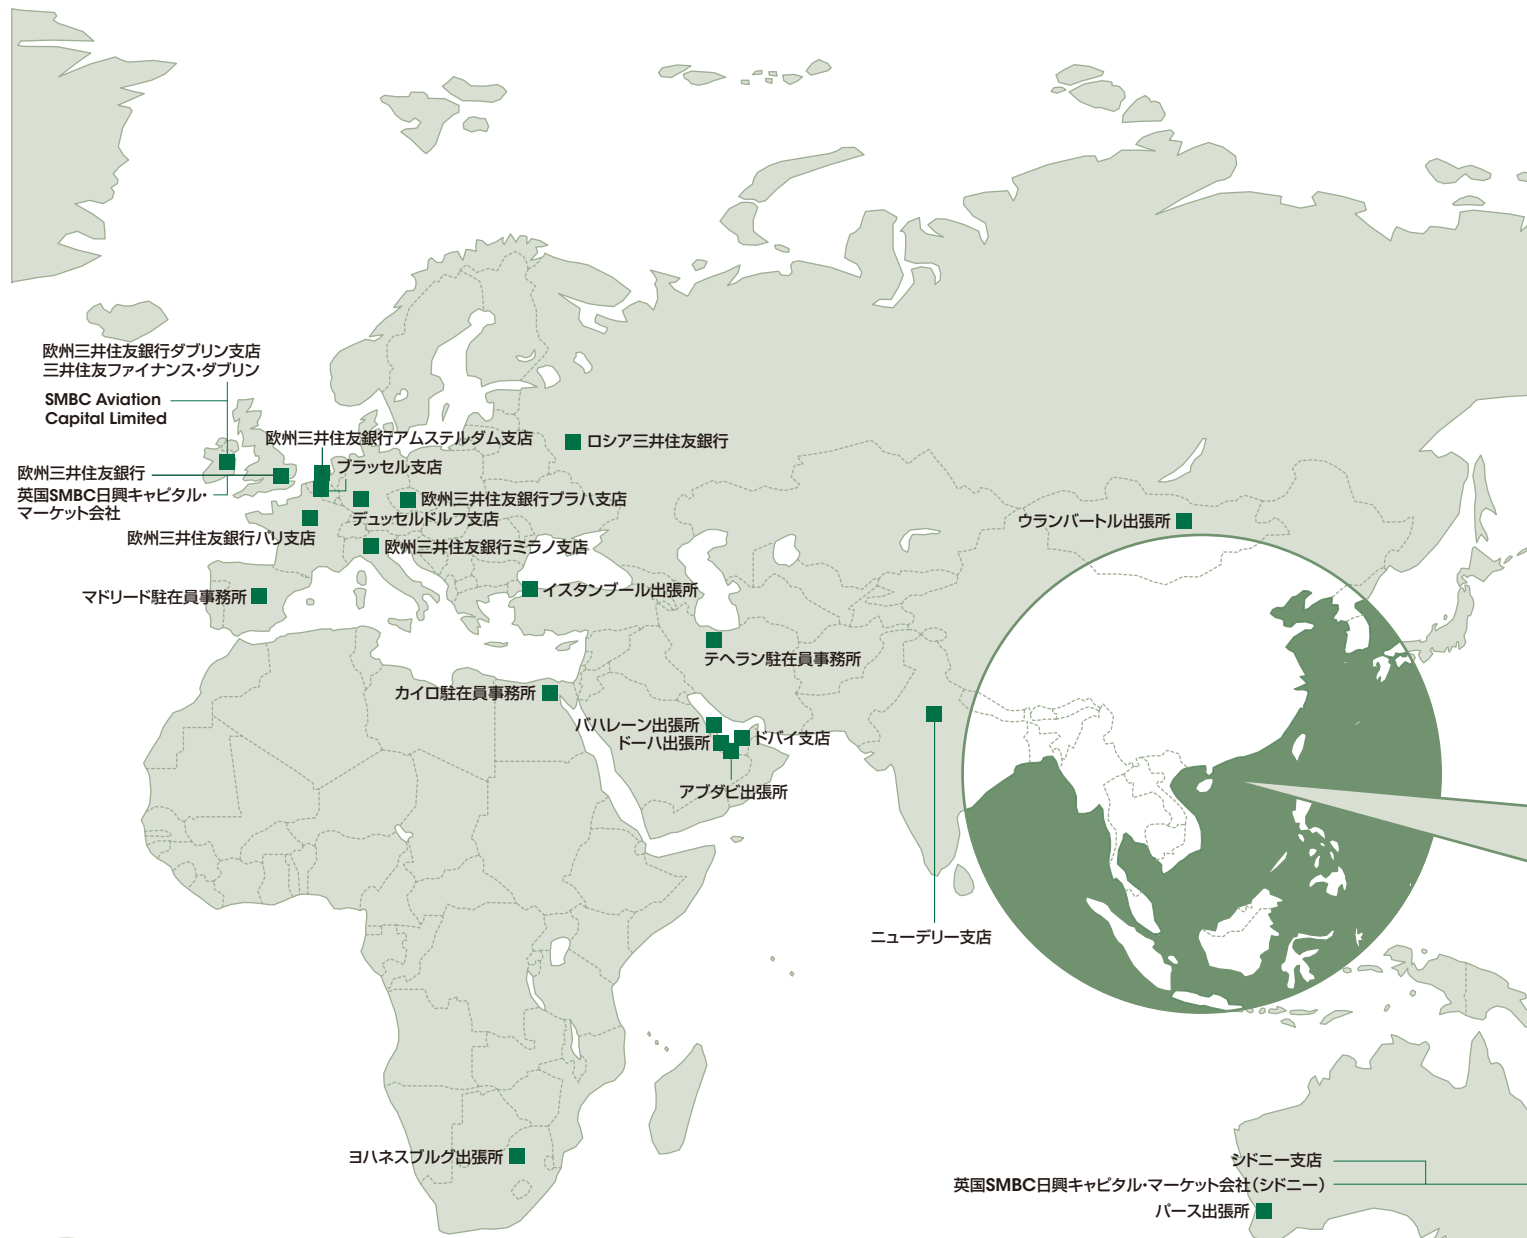 欧州三井住友銀行ダブリン支店
三井住友ファイナンス・ダブリン
SMBC Aviation
Capital Limited
欧州三井住友銀行アムステルダム支店
ロシア三井住友銀行
ブラッセル支店
欧州三井住友銀行
英国SMBC日興キャピタル・
マーケット会社
欧州三井住友銀行プラハ支店
デュッセルドルフ支店
欧州三井住友銀行パリ支店
欧州三井住友銀行ミラノ支店
ウランバートル出張所
マドリード駐在員事務所
イスタンブール出張所
テヘラン駐在員事務所
カイロ駐在員事務所
バハレーン出張所
ドーハ出張所
ドバイ支店
アブダビ出張所
ニューデリー支店
ヨハネスブルグ出張所
シドニー支店
英国SMBC日興キャピタル・マーケット会社（シドニー）
パース出張所